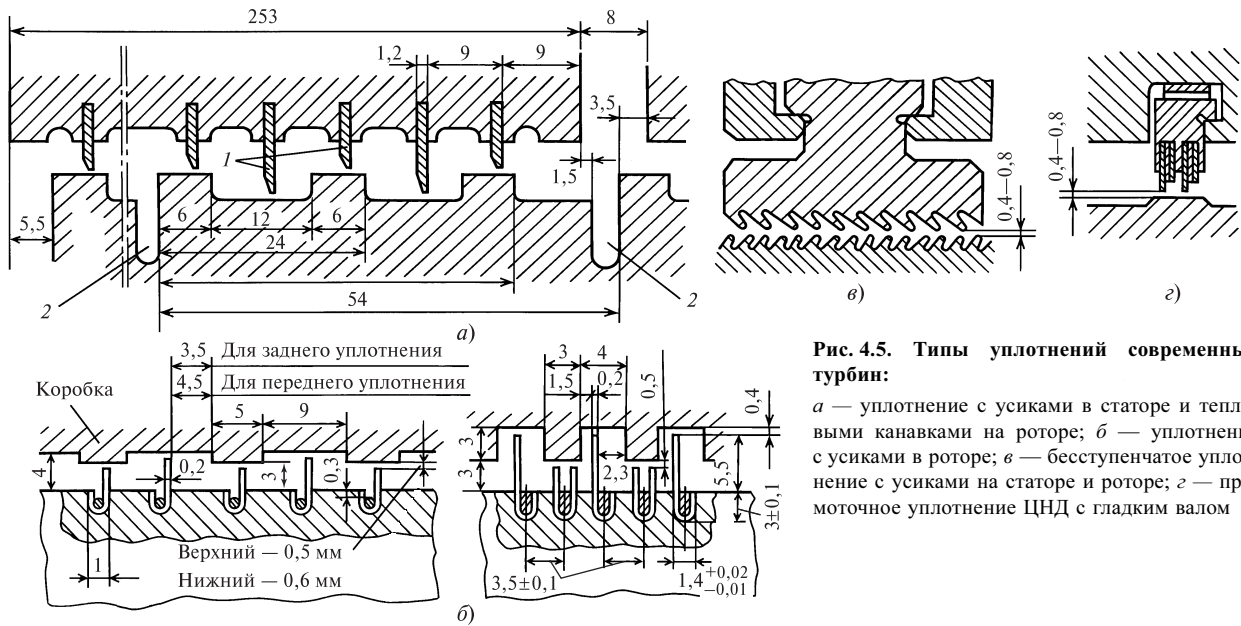 253
8
1,2
9
9
3,5
1
1,5
5,5
6
12
6
24
54
2
2
а)
0,4−0,8
в)
0,4−0,8
г)
3,5
Для заднего уплотнения
4,5
Для переднего уплотнения
Коробка
5
9
4
0,2
3
0,3
1
Верхний — 0,5 мм
Нижний — 0,6 мм
3
4
1,5
0,2
0,5
0,4
3
3
2,3
5,5
3±0,1
3,5±0,1
1,4 +0,02 −0,01
б)
Рис. 4.5. Типы уплотнений современны
турбин:
а — уплотнение с усиками в статоре и тепл
выми канавками на роторе; б — уплотнени
с усиками в роторе; в — бесступенчатое упло
нение с усиками на статоре и роторе; г — пр
моточное уплотнение ЦНД с гладким валом